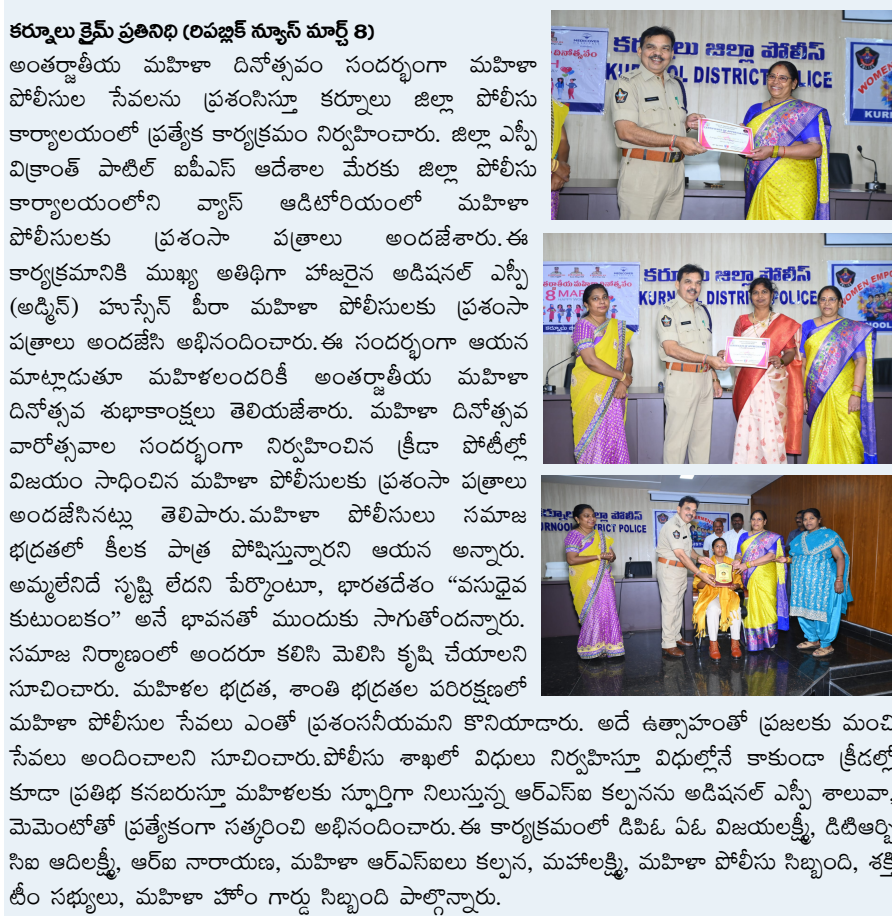 కర్నూలు క్రైమ్ ప్రతినిధి (రిపబ్లిక్ న్యూస్ మార్చ్ 8)
అంతర్జాతీయ మహిళా దినోత్సవం సందర్భంగా మహిళా
పోలీసుల సేవలను ప్రశంసిస్తూ కర్నూలు జిల్లా పోలీసు
కార్యాలయంలో ప్రత్యేక కార్యక్రమం నిర్వహించారు. జిల్లా ఎస్పీ
విక్రాంత్ పాటిల్ ఐపీఎస్ ఆదేశాల మేరకు జిల్లా పోలీసు
కార్యాలయంలోని వ్యాస్ ఆడిటోరియంలో మహిళా
పోలీసులకు ప్రశంసా పత్రాలు అందజేశారు.ఈ
కార్యక్రమానికి ముఖ్య అతిథిగా హాజరైన అడిషనల్ ఎస్పీ
(అడ్మిన్) హుస్సేన్ పీరా మహిళా పోలీసులకు ప్రశంసా
పత్రాలు అందజేసి అభినందించారు.ఈ సందర్భంగా ఆయన
మాట్లాడుతూ మహిళలందరికీ అంతర్జాతీయ మహిళా
దినోత్సవ శుభాకాంక్షలు తెలియజేశారు. మహిళా దినోత్సవ
వారోత్సవాల సందర్భంగా నిర్వహించిన క్రీడా పోటీల్లో
విజయం సాధించిన మహిళా పోలీసులకు ప్రశంసా పత్రాలు
అందజేసినట్లు తెలిపారు.మహిళా పోలీసులు సమాజ
భద్రతలో కీలక పాత్ర పోషిస్తున్నారని ఆయన అన్నారు.
అమ్మలేనిదే సృష్టి లేదని పేర్కొంటూ, భారతదేశం “వసుధైవ
కుటుంబకం” అనే భావనతో ముందుకు సాగుతోందన్నారు.
సమాజ నిర్మాణంలో అందరూ కలిసి మెలిసి కృషి చేయాలని
సూచించారు. మహిళల భద్రత, శాంతి భద్రతల పరిరక్షణలో
మహిళా పోలీసుల సేవలు ఎంతో ప్రశంసనీయమని కొనియాడారు. అదే ఉత్సాహంతో ప్రజలకు మంచి
సేవలు అందించాలని సూచించారు.పోలీసు శాఖలో విధులు నిర్వహిస్తూ విధుల్లోనే కాకుండా క్రీడల్లో
కూడా ప్రతిభ కనబరుస్తూ మహిళలకు స్ఫూర్తిగా నిలుస్తున్న ఆర్ఎస్ఐ కల్పనను అడిషనల్ ఎస్పీ శాలువా,
మెమెంటోతో ప్రత్యేకంగా సత్కరించి అభినందించారు.ఈ కార్యక్రమంలో డిపిఓ ఏఓ విజయలక్ష్మీ, డిటిఆర్బి
సిఐ ఆదిలక్ష్మీ, ఆర్ఐ నారాయణ, మహిళా ఆర్ఎస్ఐలు కల్పన, మహాలక్ష్మి, మహిళా పోలీసు సిబ్బంది, శక్తి
టీం సభ్యులు, మహిళా హోం గార్డు సిబ్బంది పాల్గొన్నారు.
కర్నూలు జిల్లా పోలీస్
KURNOOL DISTRICT POLICE
WOMEN
కర్నూలు జిల్లా పోలీస్
8 MAR
DISTRICT POLICE
WOMEN EMPO
జిల్లా పోలీస్
URNOOL DISTRICT POLICE